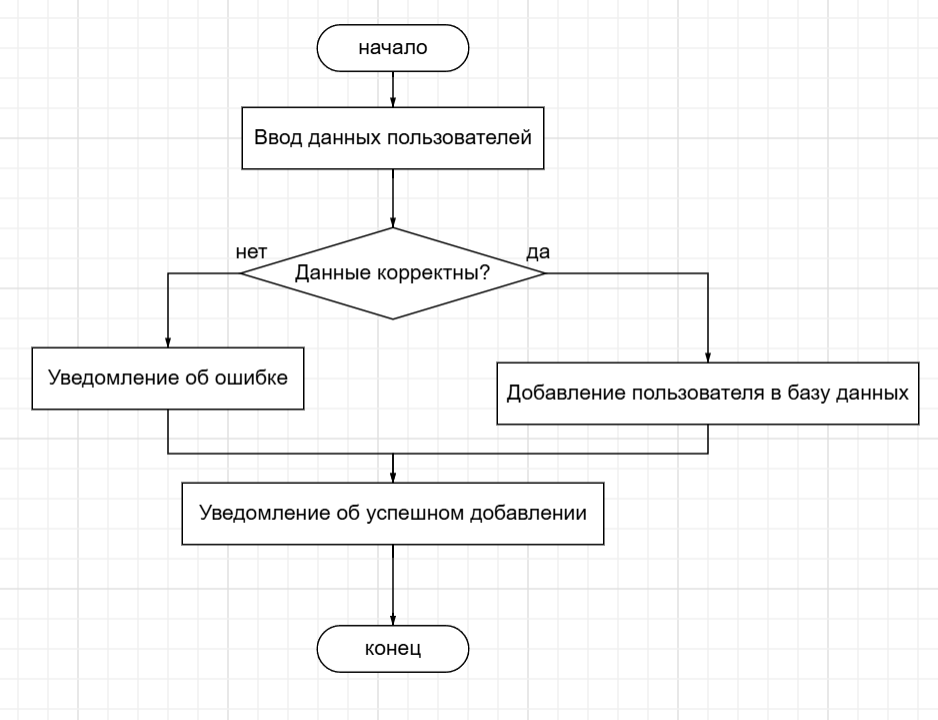 начало
Ввод данных пользователей
нет
да
Данные корректны?
Уведомление об ошибке
Добавление пользователя в базу данных
Уведомление об успешном добавлении
конец